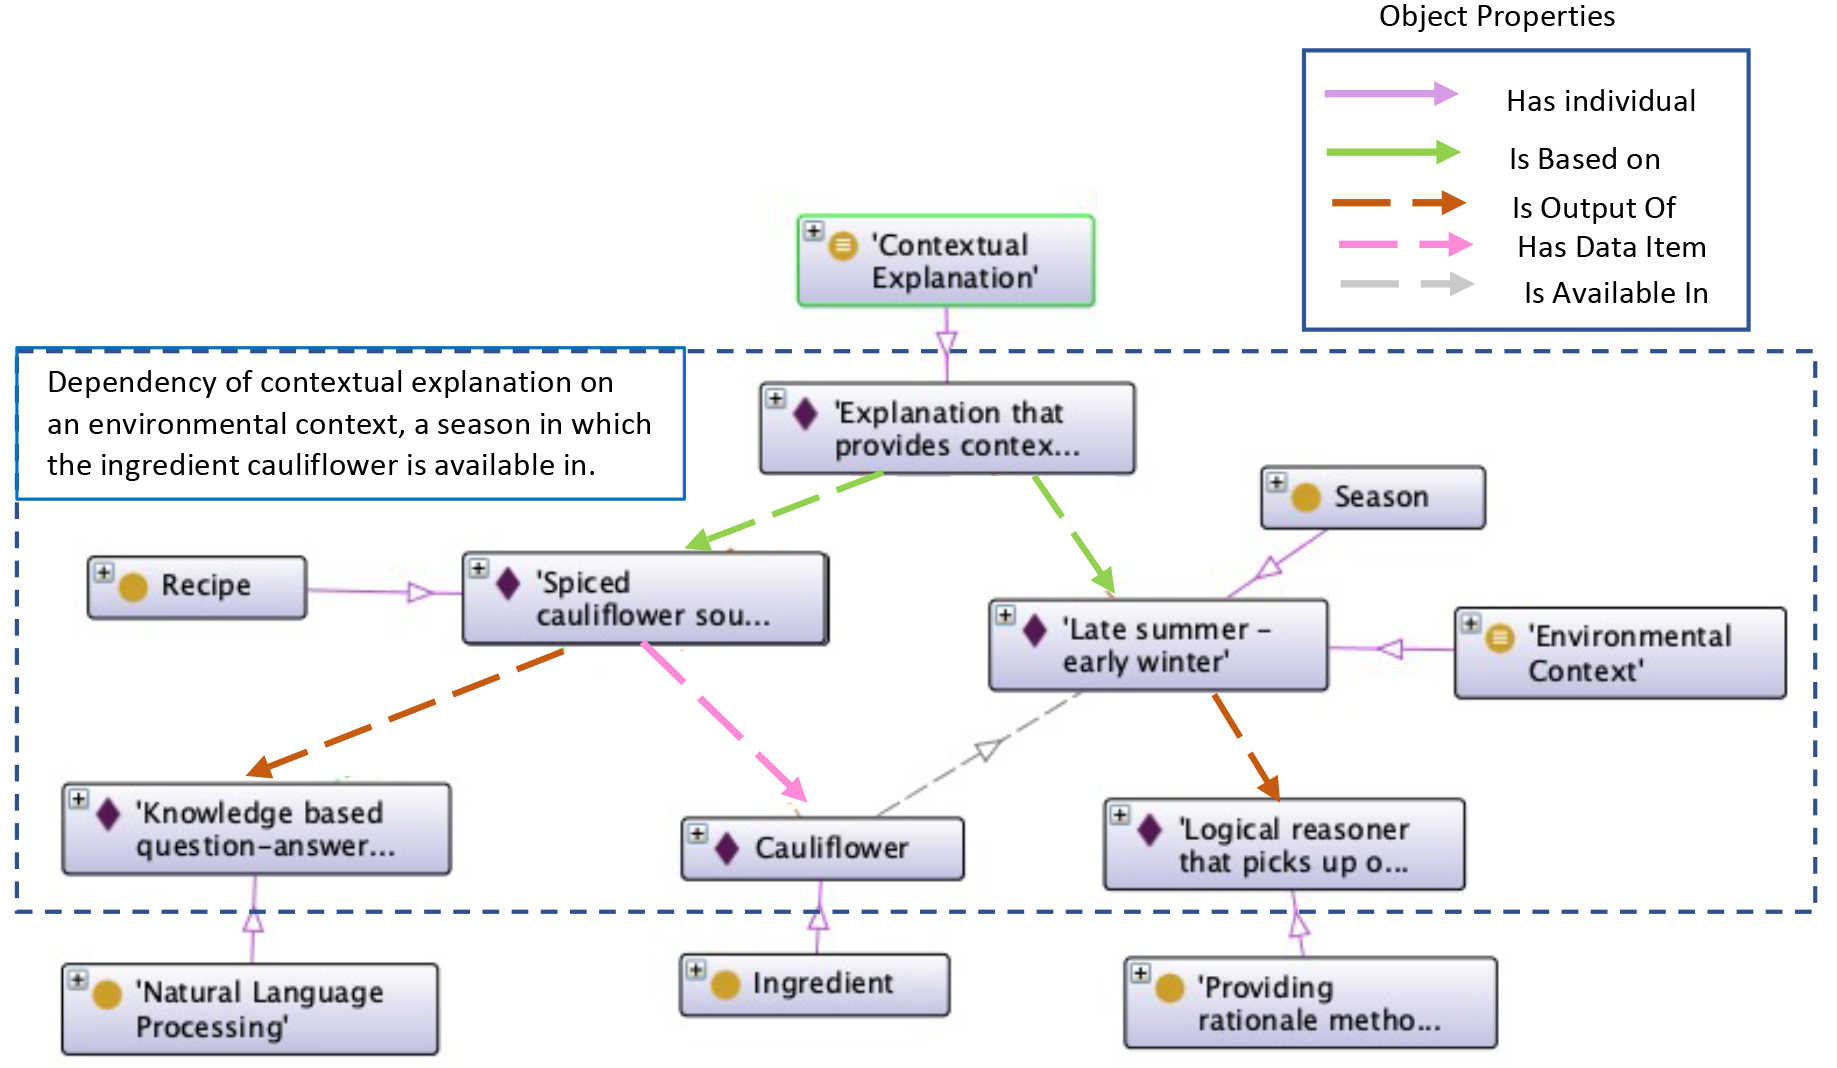 Object Properties
Has individual
Is Based on
Is Output Of
Has Data Item
Is Available In
'Contextual
Explanation'
Dependency of contextual explanation on
an environmental context, a season in which
the ingredient cauliflower is available in.
'Explanation that
provides contex...
Season
Recipe
'Spiced
cauliflower sou...
'Late summer –
early winter'
'Environmental
Context'
'Knowledge based
question–answer...
Cauliflower
'Logical reasoner
that picks up o...
'Natural Language
Processing'
Ingredient
'Providing
rationale metho...